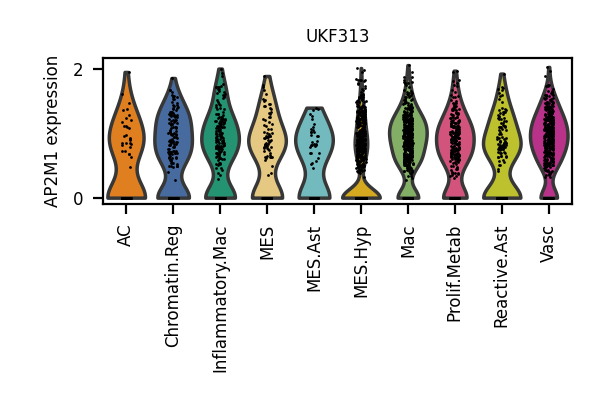 UKF313
AP2M1 expression
2
0
AC
Chromatin.Reg
Inflammatory.Mac
MES
MES.Ast
MES.Hyp
Mac
Prolif.Metab
Reactive.Ast
Vasc